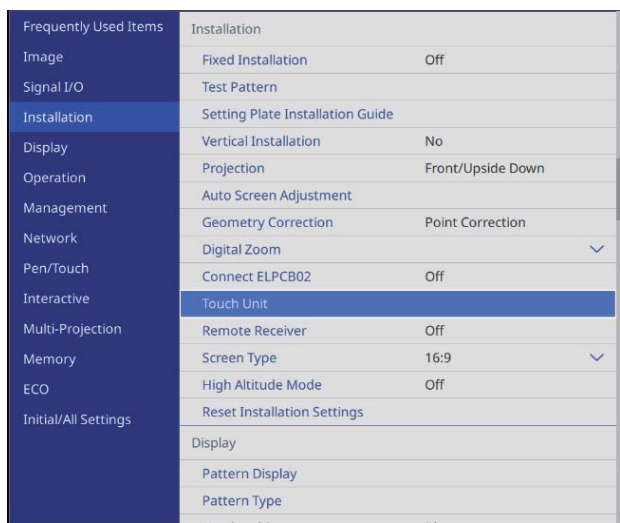 Frequently Used Items
Image
Signal I/O
Installation
Display
Operation
Management
Network
Pen/Touch
Interactive
Multi-Projection
Memory
ECO
Initial/All Settings
Installation
Fixed Installation Off
Test Pattern
Setting Plate Installation Guide
Vertical Installation No
Projection Front/Upside Down
Auto Screen Adjustment
Geometry Correction Point Correction
Digital Zoom
Connect ELPCB02 Off
Touch Unit
Remote Receiver Off
Screen Type 16:9
High Altitude Mode Off
Reset Installation Settings
Display
Pattern Display
Pattern Type